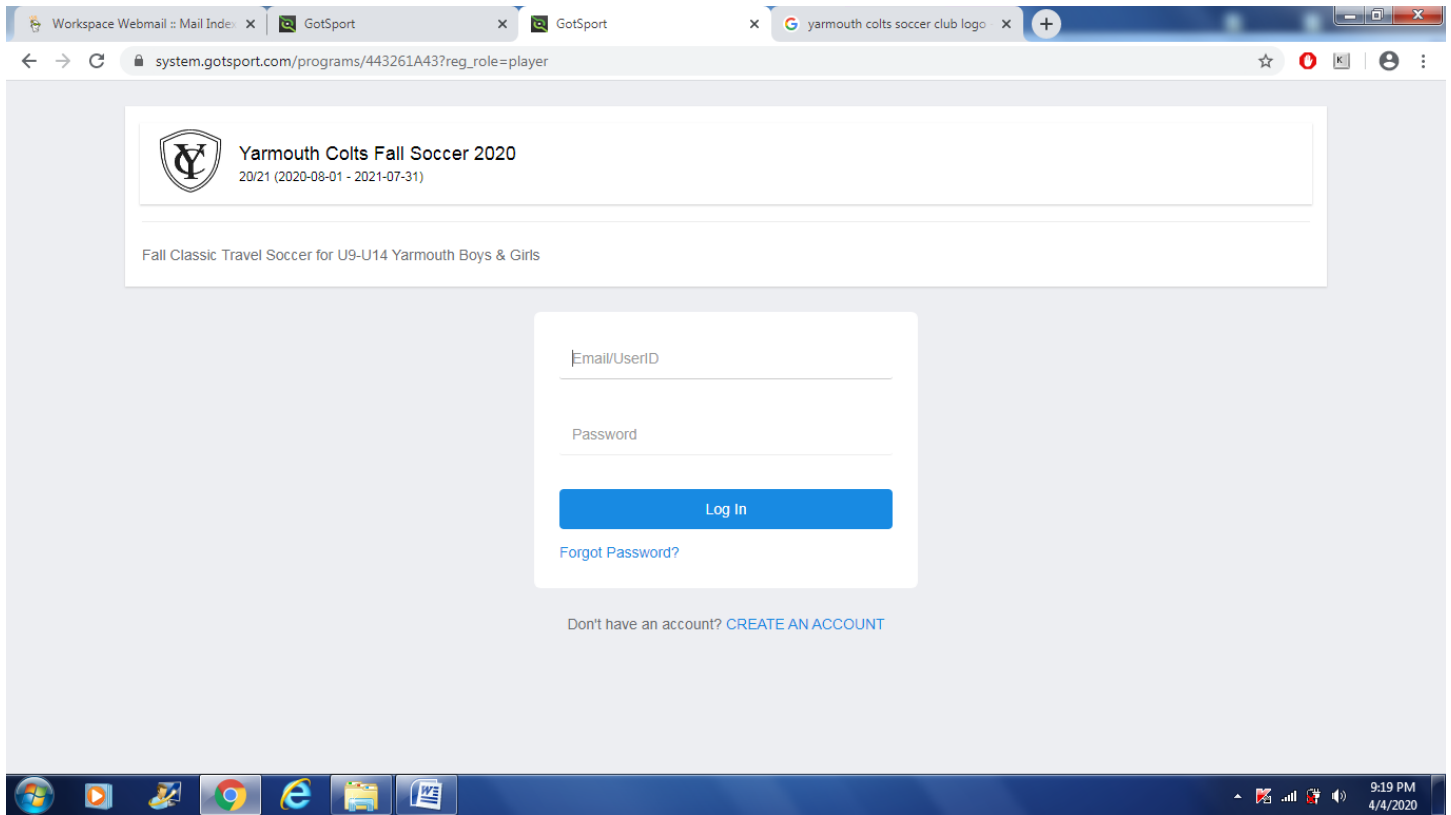 Workspace Webmail :: Mail Index
GotSport
GotSport
yarmouth colts soccer club logo
system.gotsport.com/programs/443261A43?reg_role=player
YC
Yarmouth Colts Fall Soccer 2020
20/21 (2020-08-01 - 2021-07-31)
Fall Classic Travel Soccer for U9-U14 Yarmouth Boys & Girls
Email/UserID
Password
Log In
Forgot Password?
Don't have an account? CREATE AN ACCOUNT
9:19 PM
4/4/2020